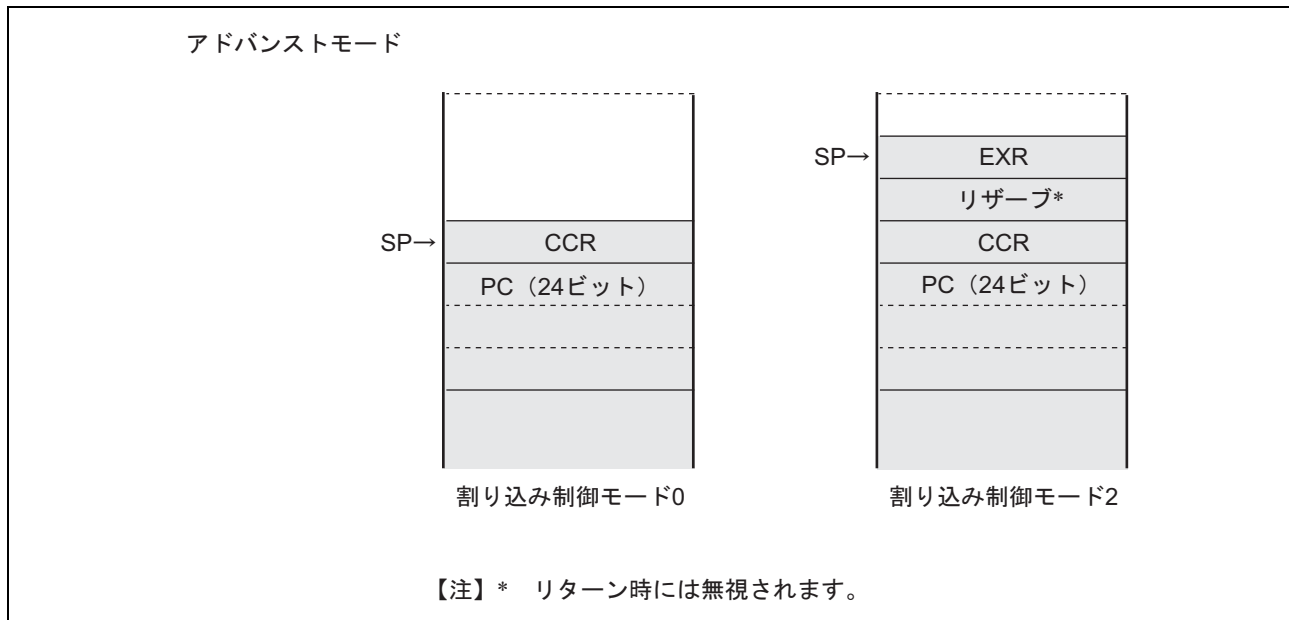 アドバンストモード
SP→
CCR
PC（24ビット）
割り込み制御モード0
SP→
EXR
リザーブ*
CCR
PC（24ビット）
割り込み制御モード2
【注】*　リターン時には無視されます。